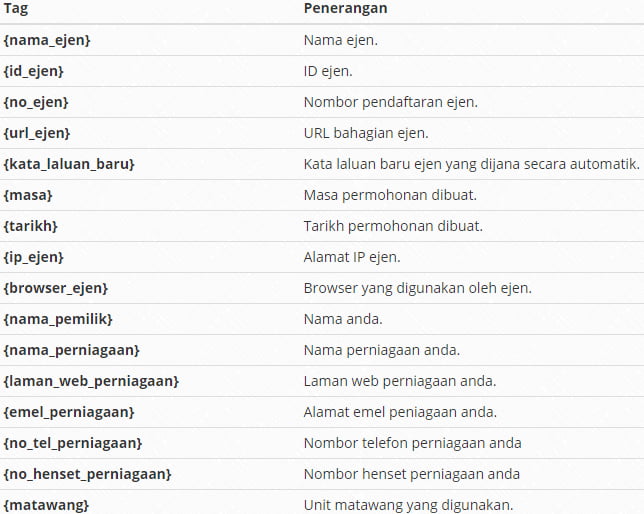 Tag Penerangan
{nama_ejen} Nama ejen.
{id_ejen} ID ejen.
{no_ejen} Nombor pendaftaran ejen.
{url_ejen} URL bahagian ejen.
{kata_laluan_baru} Kata laluan baru ejen yang dijana secara automatik.
{masa} Masa permohonan dibuat.
{tarikh} Tarikh permohonan dibuat.
{ip_ejen} Alamat IP ejen.
{browser_ejen} Browser yang digunakan oleh ejen.
{nama_pemilik} Nama anda.
{nama_perniagaan} Nama perniagaan anda.
{laman_web_perniagaan} Laman web perniagaan anda.
{emel_perniagaan} Alamat emel peniagaan anda.
{no_tel_perniagaan} Nombor telefon perniagaan anda
{no_henset_perniagaan} Nombor henset perniagaan anda
{matawang} Unit matawang yang digunakan.